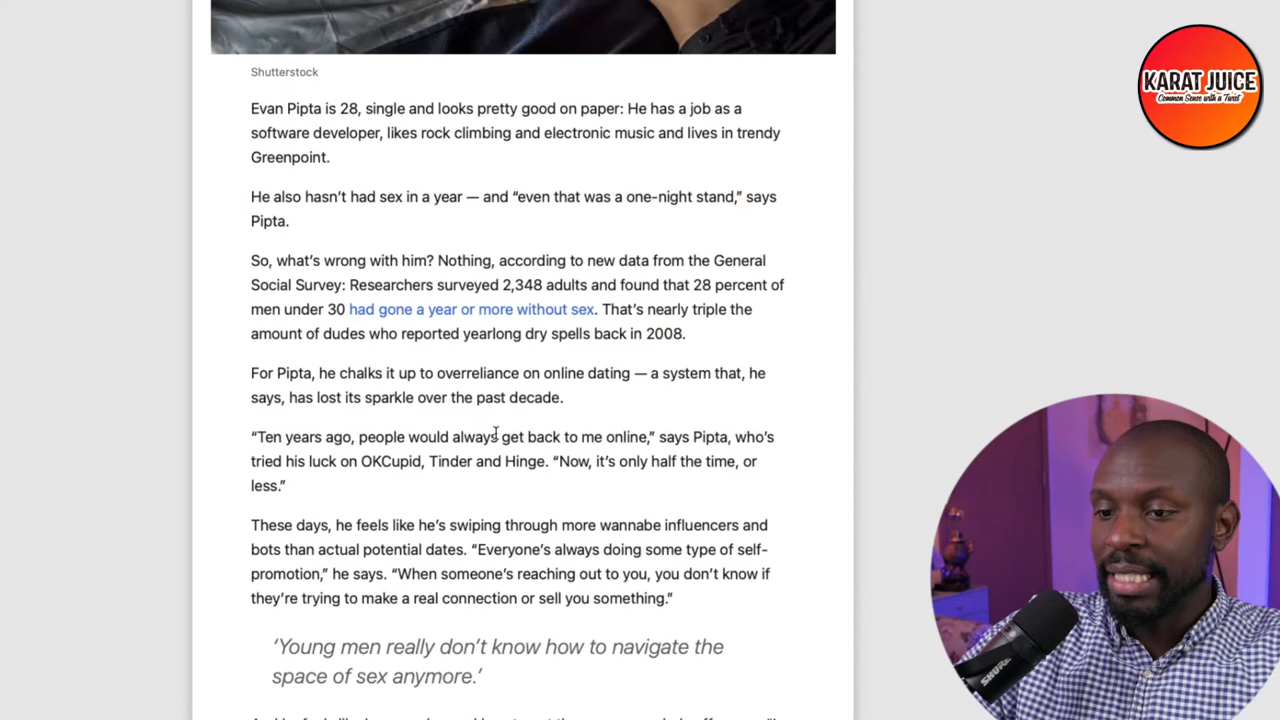 KARAT JUICE
Common Sense with a Twist
Shutterstock
Evan Pipta is 28, single and looks pretty good on paper: He has a job as a
software developer, likes rock climbing and electronic music and lives in trendy
Greenpoint.
He also hasn’t had sex in a year — and “even that was a one-night stand,” says
Pipta.
So, what’s wrong with him? Nothing, according to new data from the General
Social Survey: Researchers surveyed 2,348 adults and found that 28 percent of
men under 30 had gone a year or more without sex. That’s nearly triple the
amount of dudes who reported yearlong dry spells back in 2008.
For Pipta, he chalks it up to overreliance on online dating — a system that, he
says, has lost its sparkle over the past decade.
“Ten years ago, people would always get back to me online,” says Pipta, who’s
tried his luck on OKCupid, Tinder and Hinge. “Now, it’s only half the time, or
less.”
These days, he feels like he’s swiping through more wannabe influencers and
bots than actual potential dates. “Everyone’s always doing some type of self-
promotion,” he says. “When someone’s reaching out to you, you don’t know if
they’re trying to make a real connection or sell you something.”
‘Young men really don’t know how to navigate the
space of sex anymore.’
SHURE